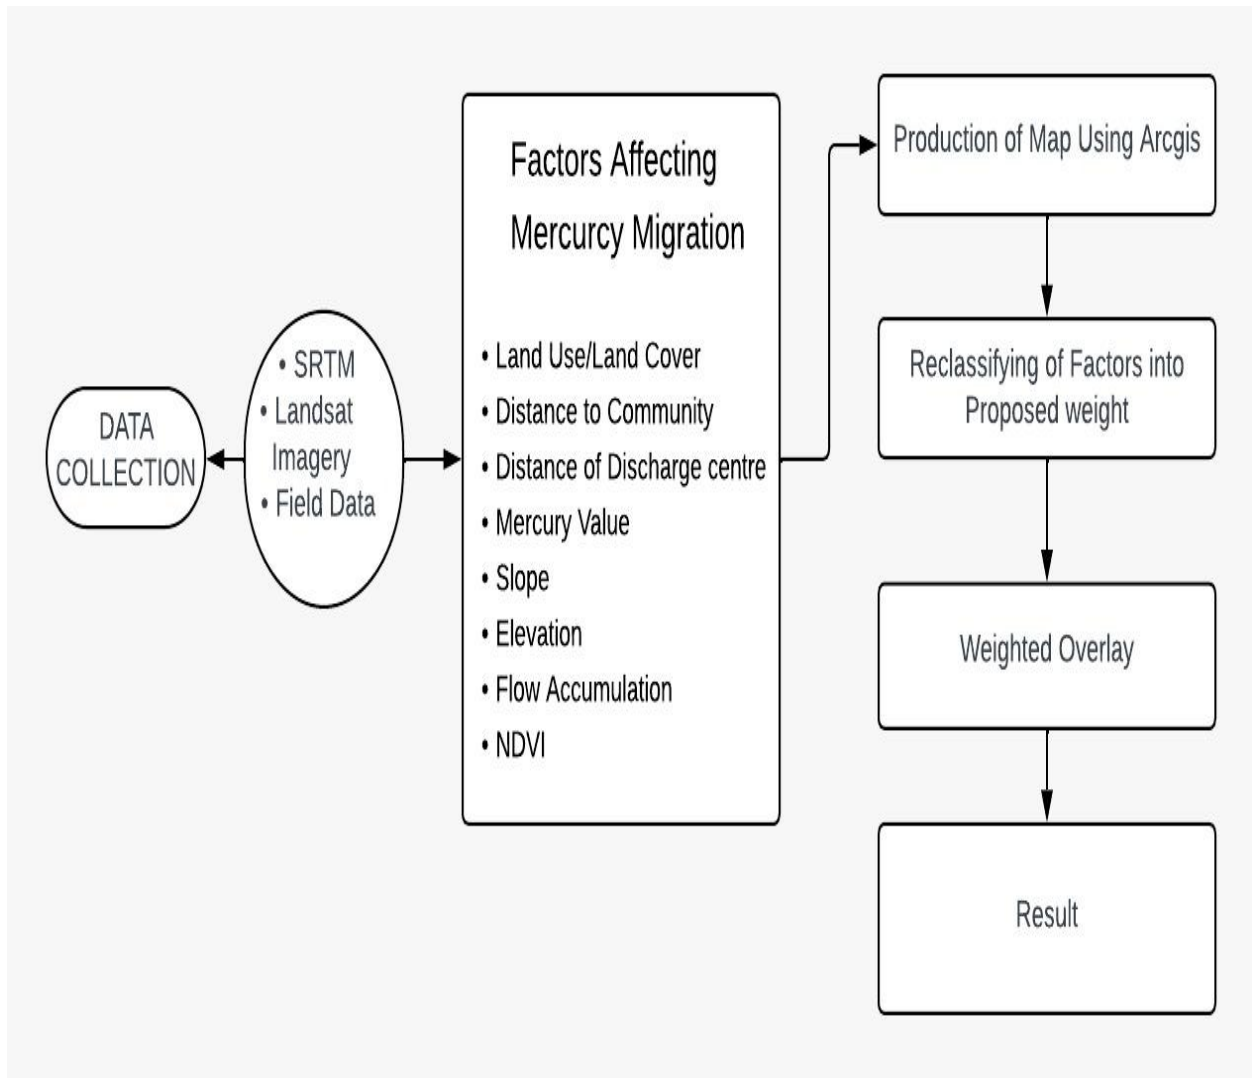 DATA
COLLECTION
• SRTM
• Landsat
Imagery
• Field Data
Factors Affecting
Mercurcy Migration
• Land Use/Land Cover
• Distance to Community
• Distance of Discharge centre
• Mercury Value
• Slope
• Elevation
• Flow Accumulation
• NDVI
Production of Map Using Arcgis
Reclassifying of Factors into
Proposed weight
Weighted Overlay
Result